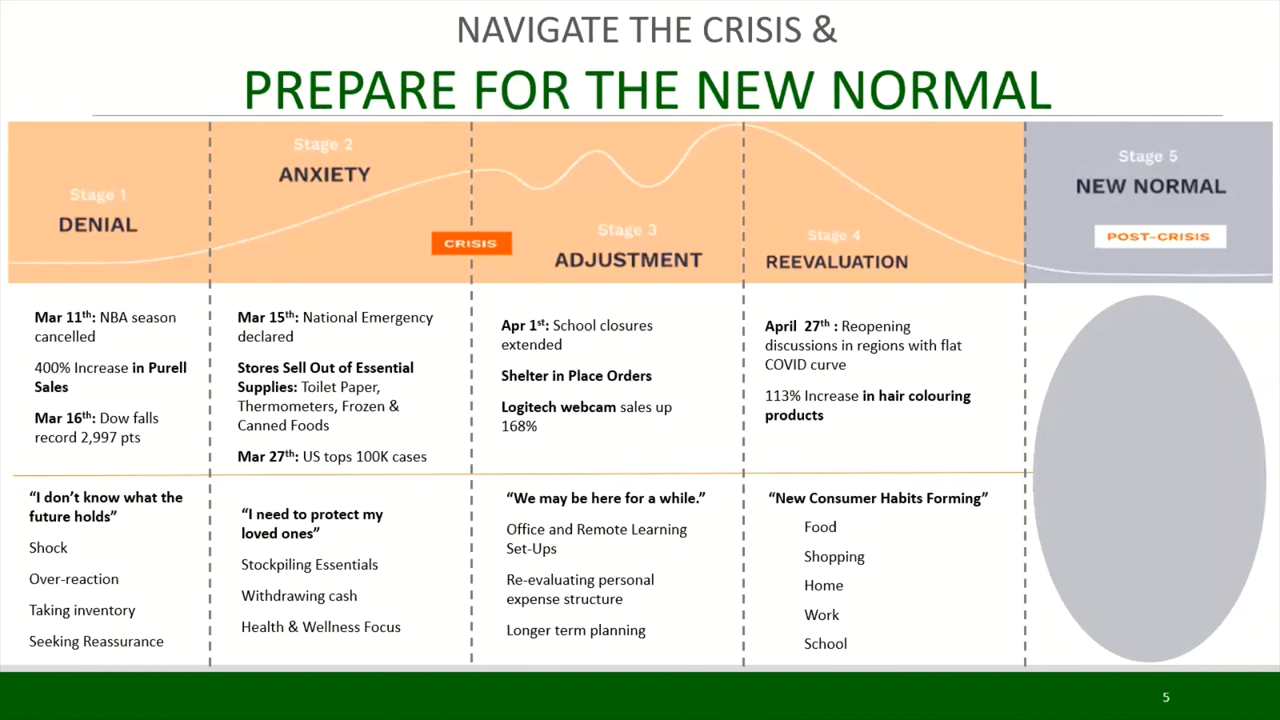 NAVIGATE THE CRISIS &
PREPARE FOR THE NEW NORMAL
Stage 1
DENIAL
Stage 2
ANXIETY
CRISIS
Stage 3
ADJUSTMENT
Stage 4
REEVALUATION
Stage 5
NEW NORMAL
POST-CRISIS
Mar 11th: NBA season
cancelled
400% Increase in Purell
Sales
Mar 16th: Dow falls
record 2,997 pts
Mar 15th: National Emergency
declared
Stores Sell Out of Essential
Supplies: Toilet Paper,
Thermometers, Frozen &
Canned Foods
Mar 27th: US tops 100K cases
Apr 1st: School closures
extended
Shelter in Place Orders
Logitech webcam sales up
168%
April 27th : Reopening
discussions in regions with flat
COVID curve
113% Increase in hair colouring
products
“I don’t know what the
future holds”
Shock
Over-reaction
Taking inventory
Seeking Reassurance
“I need to protect my
loved ones”
Stockpiling Essentials
Withdrawing cash
Health & Wellness Focus
“We may be here for a while.”
Office and Remote Learning
Set-Ups
Re-evaluating personal
expense structure
Longer term planning
“New Consumer Habits Forming”
Food
Shopping
Home
Work
School
5